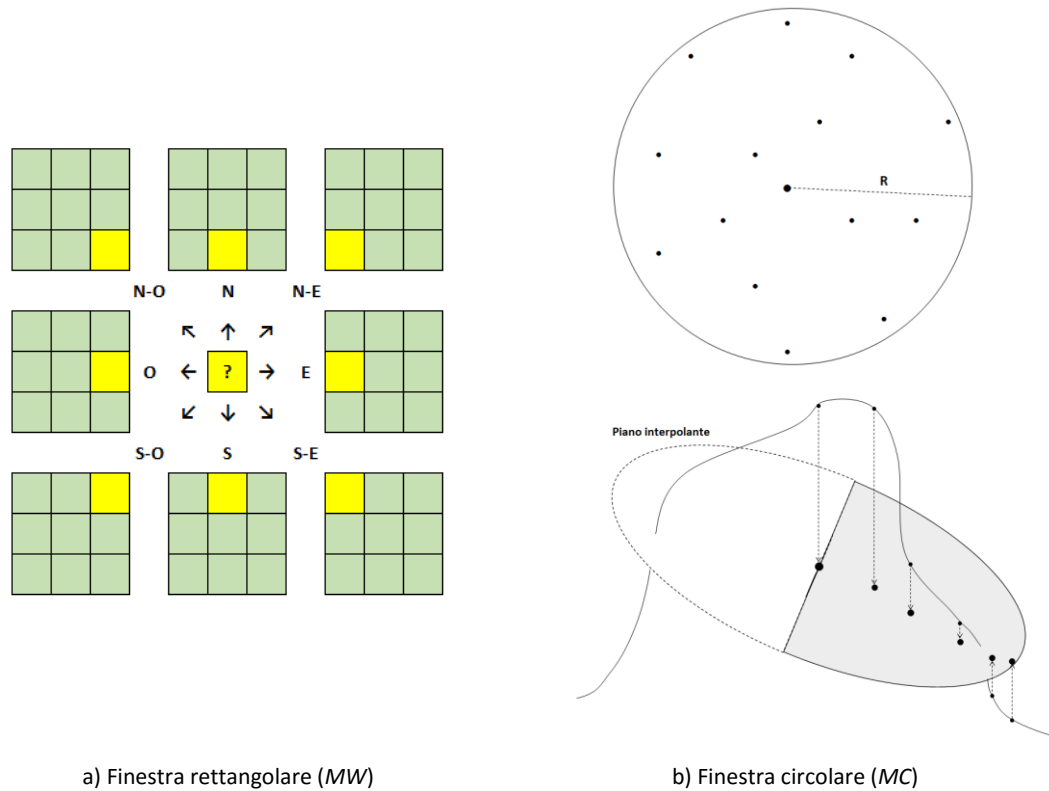 N-O N N-E
↖ ↑ ↗
O ← ? → E
↙ ↓ ↘
S-O S S-E
a) Finestra rettangolare (MW)
R
Piano interpolante
b) Finestra circolare (MC)